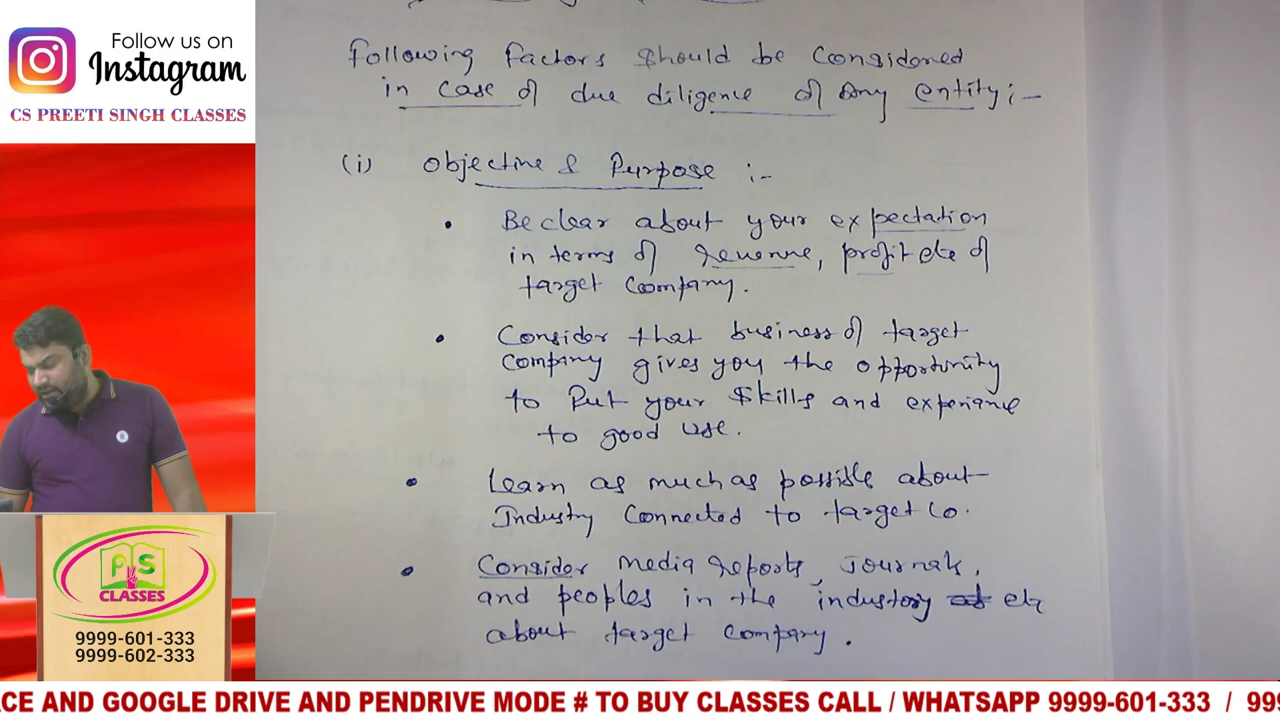 Follow us on
Instagram
CS PREETI SINGH CLASSES
Following factors should be Considered
in case of due diligence of any entity :-
(i) Objective & Purpose :-
• Be clear about your expectation
in terms of revenue, profit etc of
target company.
• Consider that business of target
company gives you the opportunity
to put your skills and experience
to good use.
• Learn as much as possible about
Industry Connected to target Co.
• Consider media reports, Journals,
and peoples in the industry etc
about target company.
PS
CLASSES
9999-601-333
9999-602-333
ACE AND GOOGLE DRIVE AND PENDRIVE MODE # TO BUY CLASSES CALL / WHATSAPP 9999-601-333 / 999